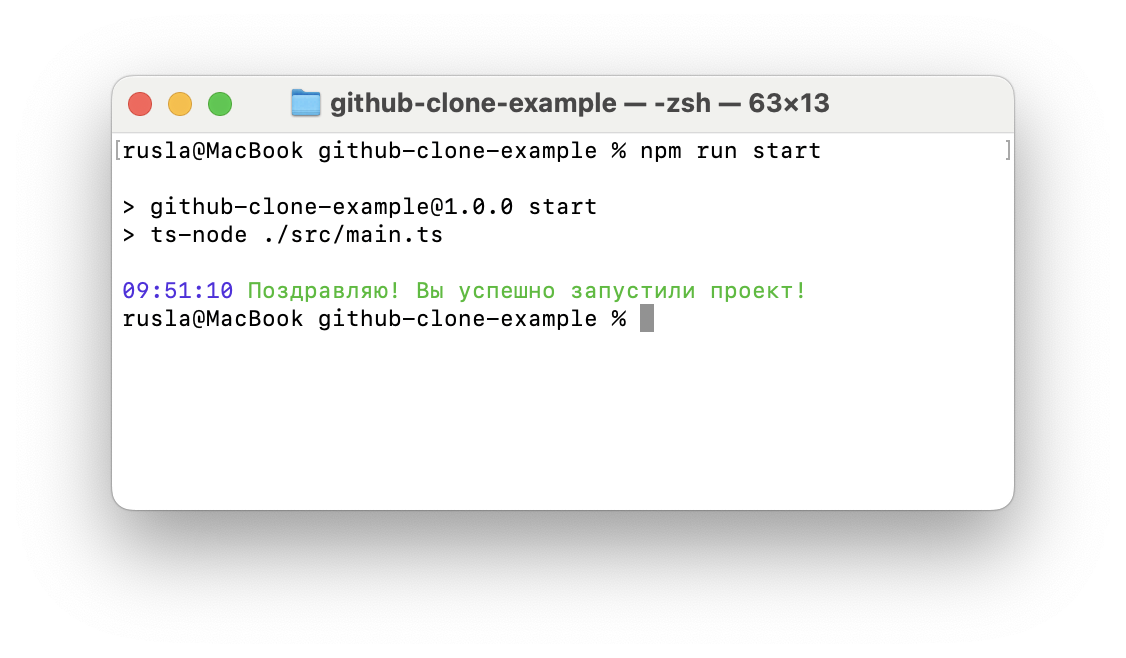 github-clone-example — -zsh — 63×13
[rusla@MacBook github-clone-example % npm run start ]
> github-clone-example@1.0.0 start
> ts-node ./src/main.ts
09:51:10 Поздравляю! Вы успешно запустили проект!
rusla@MacBook github-clone-example %